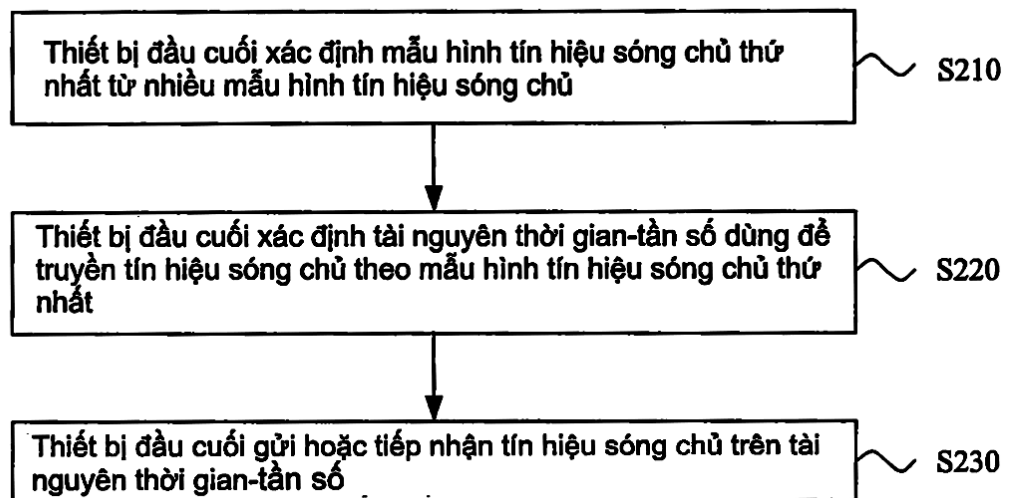 Thiết bị đầu cuối xác định mẫu hình tín hiệu sóng chủ thứ
nhất từ nhiều mẫu hình tín hiệu sóng chủ
S210
Thiết bị đầu cuối xác định tài nguyên thời gian-tần số dùng để
truyền tín hiệu sóng chủ theo mẫu hình tín hiệu sóng chủ thứ
nhất
S220
Thiết bị đầu cuối gửi hoặc tiếp nhận tín hiệu sóng chủ trên tài
nguyên thời gian-tần số
S230